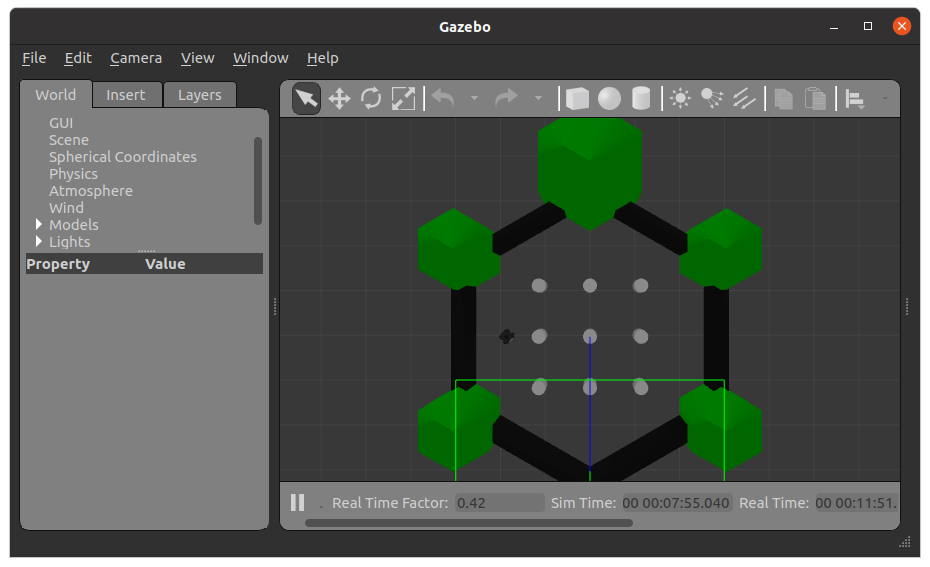 Gazebo
File Edit Camera View Window Help
World Insert Layers
GUI
Scene
Spherical Coordinates
Physics
Atmosphere
Wind
Models
Lights
Property Value
Real Time Factor: 0.42 Sim Time: 00 00:07:55.040 Real Time: 00 00:11:51.